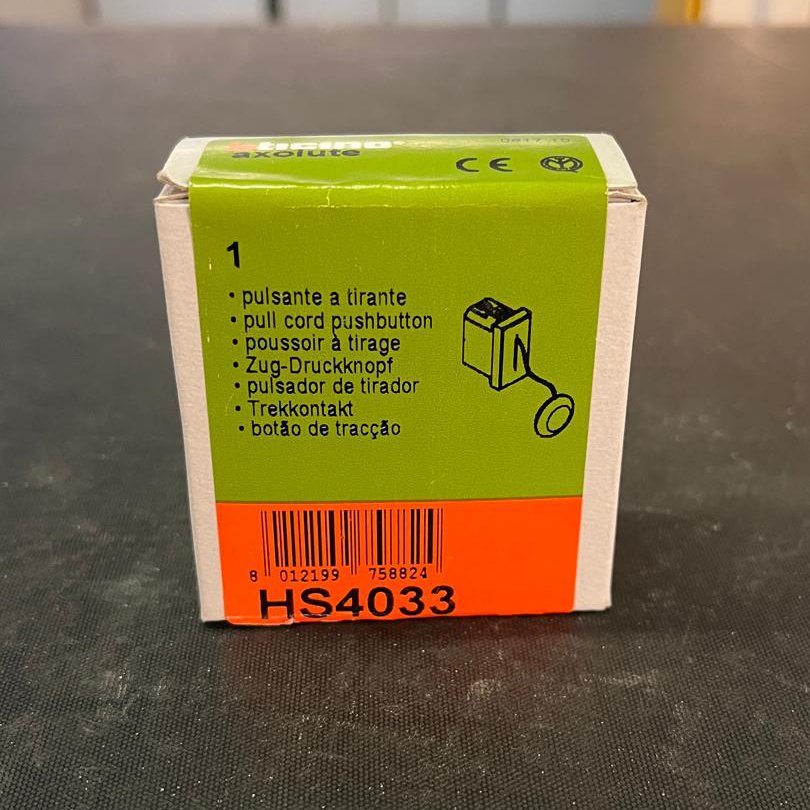 bticino
axolute
CE
1
• pulsante a tirante
• pull cord pushbutton
• poussoir à tirage
• Zug-Druckknopf
• pulsador de tirador
• Trekkontakt
• botão de tracção
8 012199 758824
HS4033